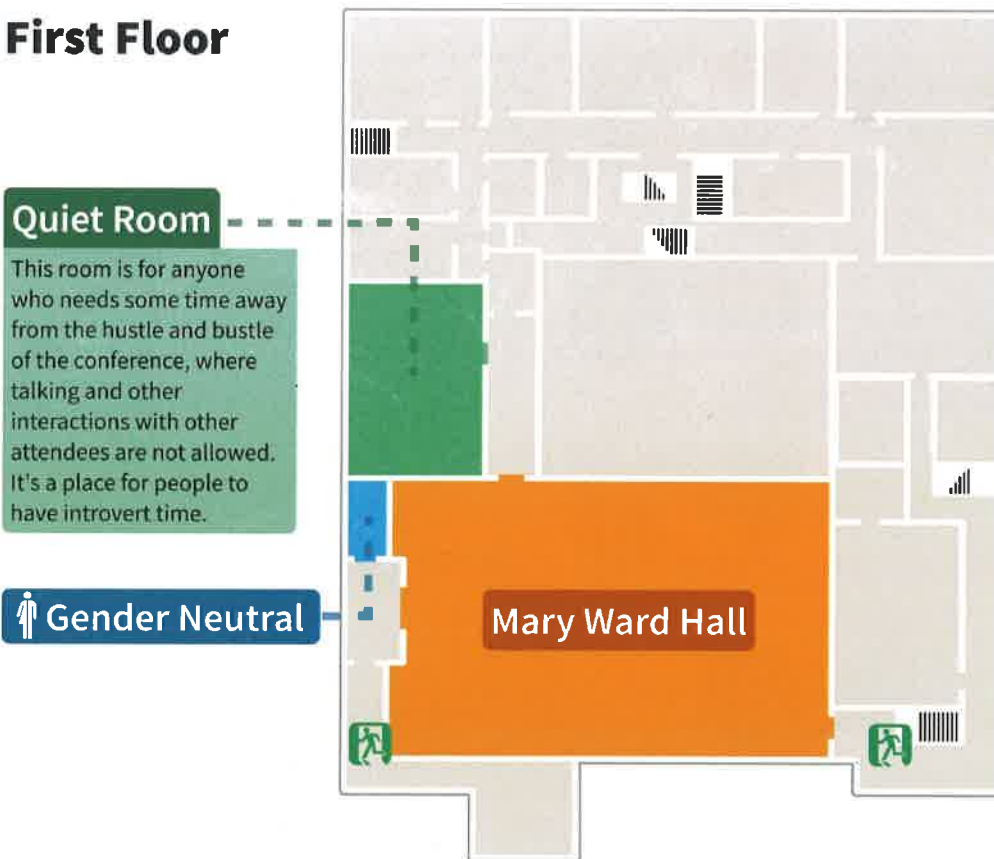 First Floor
Quiet Room
This room is for anyone
who needs some time away
from the hustle and bustle
of the conference, where
talking and other
interactions with other
attendees are not allowed.
It's a place for people to
have introvert time.
Gender Neutral
Mary Ward Hall